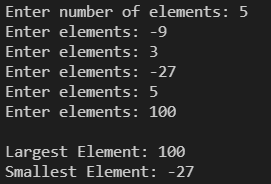 Enter number of elements: 5
Enter elements: -9
Enter elements: 3
Enter elements: -27
Enter elements: 5
Enter elements: 100
Largest Element: 100
Smallest Element: -27